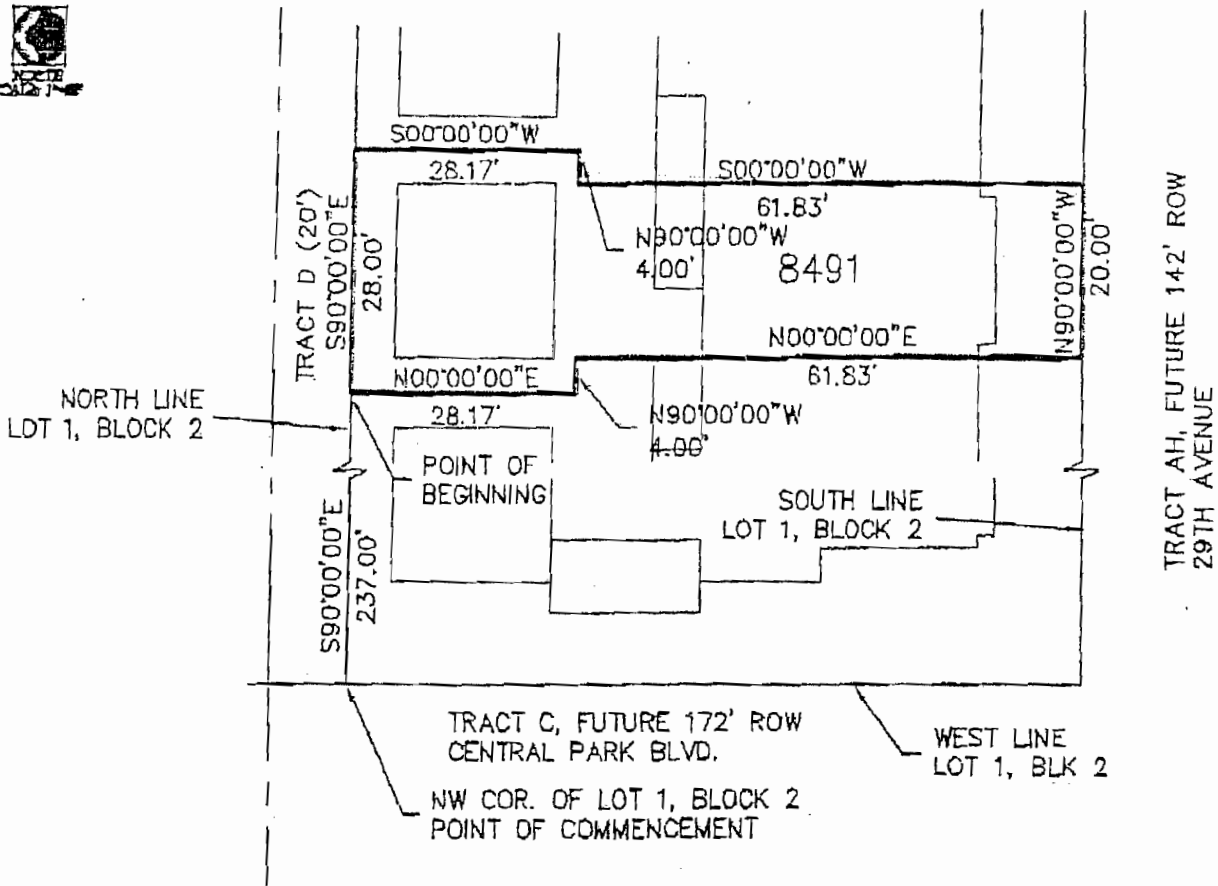 S00°00'00"W
28.17'
S00°00'00"W
61.83'
N90°00'00"W
4.00'
8491
TRACT D (20')
S90°00'00"E
28.00'
N90°00'00"W
20.00'
TRACT AH, FUTURE 142' ROW
29TH AVENUE
N00°00'00"E
61.83'
N00°00'00"E
28.17'
N90°00'00"W
4.00'
NORTH LINE
LOT 1, BLOCK 2
POINT OF
BEGINNING
SOUTH LINE
LOT 1, BLOCK 2
S90°00'00"E
237.00'
TRACT C, FUTURE 172' ROW
CENTRAL PARK BLVD.
WEST LINE
LOT 1, BLK 2
NW COR. OF LOT 1, BLOCK 2
POINT OF COMMENCEMENT